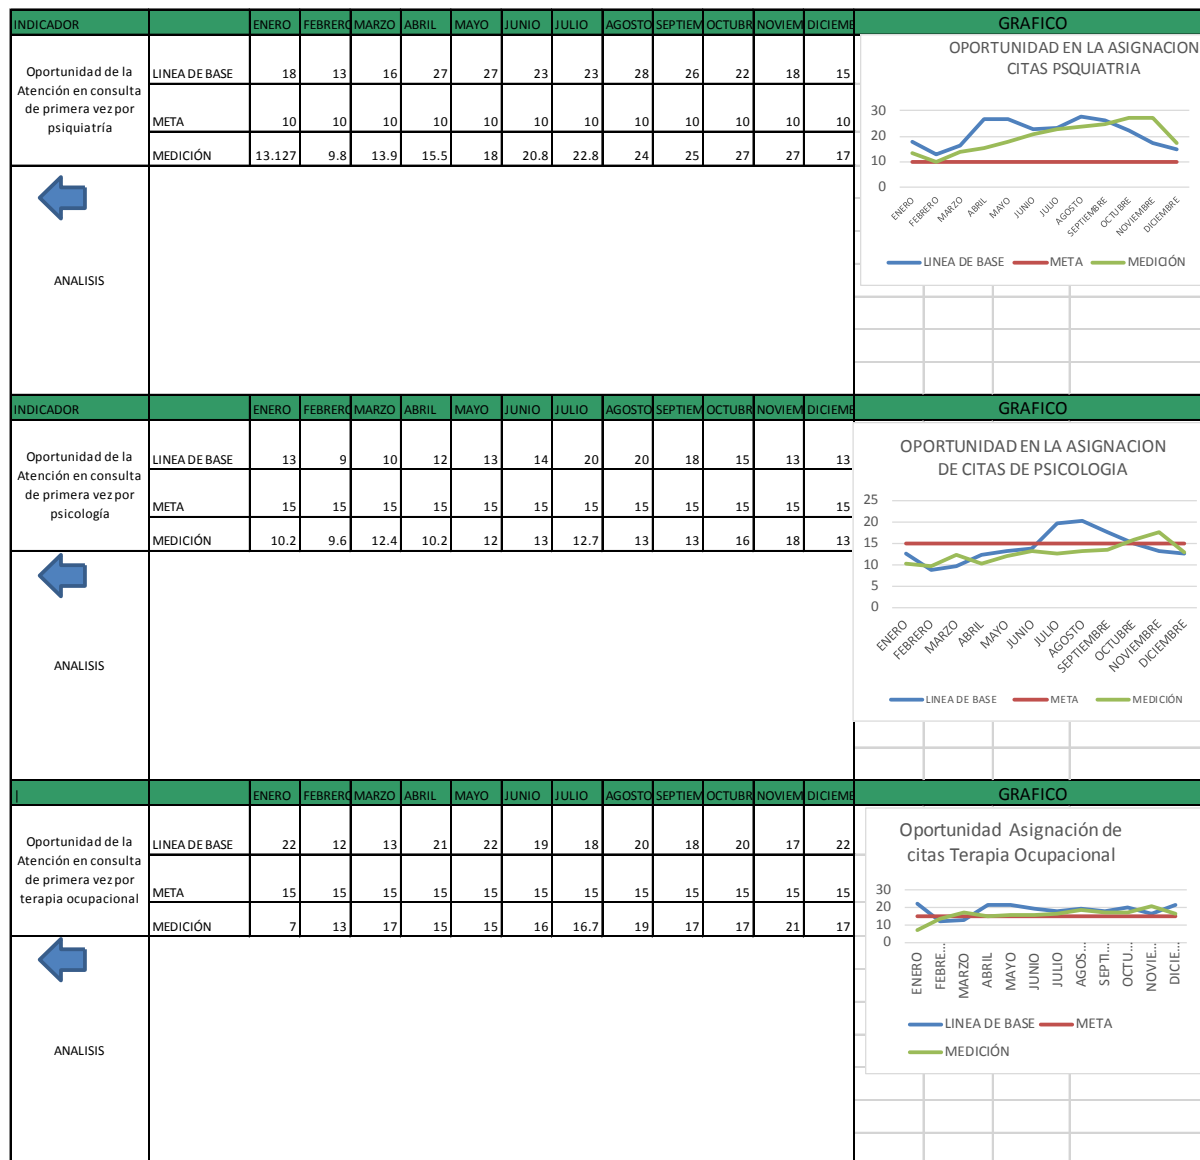 INDICADOR ENERO FEBRERO MARZO ABRIL MAYO JUNIO JULIO AGOSTO SEPTIEM OCTUBR NOVIEM DICIEME GRAFICO
Oportunidad de la
Atención en consulta
de primera vez por
psiquiatría
LINEA DE BASE 18 13 16 27 27 23 23 28 26 22 18 15
META 10 10 10 10 10 10 10 10 10 10 10 10
MEDICIÓN 13.127 9.8 13.9 15.5 18 20.8 22.8 24 25 27 27 17
OPORTUNIDAD EN LA ASIGNACION
CITAS PSQUIATRIA
30
20
10
0
ENERO FEBRERO MARZO ABRIL MAYO JUNIO JULIO AGOSTO SEPTIEMBRE OCTUBRE NOVIEMBRE DICIEMBRE
LINEA DE BASE META MEDICIÓN
ANALISIS
INDICADOR ENERO FEBRERO MARZO ABRIL MAYO JUNIO JULIO AGOSTO SEPTIEM OCTUBR NOVIEM DICIEME GRAFICO
Oportunidad de la
Atención en consulta
de primera vez por
psicología
LINEA DE BASE 13 9 10 12 13 14 20 20 18 15 13 13
META 15 15 15 15 15 15 15 15 15 15 15 15
MEDICIÓN 10.2 9.6 12.4 10.2 12 13 12.7 13 13 16 18 13
OPORTUNIDAD EN LA ASIGNACION
DE CITAS DE PSICOLOGIA
25
20
15
10
5
0
ENERO FEBRERO MARZO ABRIL MAYO JUNIO JULIO AGOSTO SEPTIEMBRE OCTUBRE NOVIEMBRE DICIEMBRE
LINEA DE BASE META MEDICIÓN
ANALISIS
| ENERO FEBRERO MARZO ABRIL MAYO JUNIO JULIO AGOSTO SEPTIEM OCTUBR NOVIEM DICIEME GRAFICO
Oportunidad de la
Atención en consulta
de primera vez por
terapia ocupacional
LINEA DE BASE 22 12 13 21 22 19 18 20 18 20 17 22
META 15 15 15 15 15 15 15 15 15 15 15 15
MEDICIÓN 7 13 17 15 15 16 16.7 19 17 17 21 17
Oportunidad Asignación de
citas Terapia Ocupacional
30
20
10
0
ENERO FEBRE... MARZO ABRIL MAYO JUNIO JULIO AGOS... SEPTI... OCTU... NOVIE... DICIE...
LINEA DE BASE META
MEDICIÓN
ANALISIS